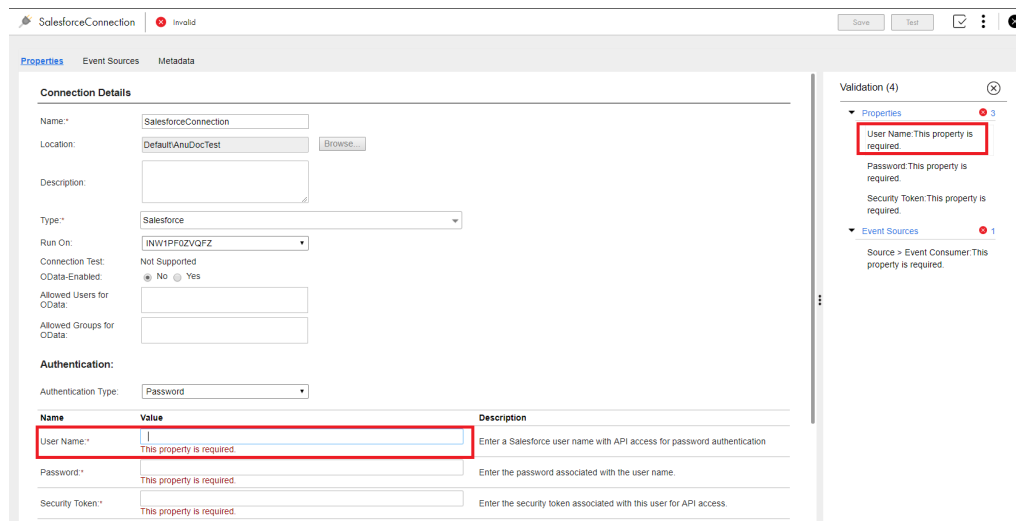 SalesforceConnection
Invalid
Save
Test
Properties
Event Sources
Metadata
Connection Details
Name:*
SalesforceConnection
Location:
Default\AnuDocTest
Browse...
Description:
Type:*
Salesforce
Run On:
INW1PF0ZVQFZ
Connection Test:
Not Supported
OData-Enabled:
No
Yes
Allowed Users for
OData:
Allowed Groups for
OData:
Authentication:
Authentication Type:
Password
Name
Value
Description
User Name:*
This property is required.
Enter a Salesforce user name with API access for password authentication
Password:*
This property is required.
Enter the password associated with the user name.
Security Token:*
This property is required.
Enter the security token associated with this user for API access.
Validation (4)
Properties
3
User Name:This property is
required.
Password:This property is
required.
Security Token:This property is
required.
Event Sources
1
Source > Event Consumer:This
property is required.